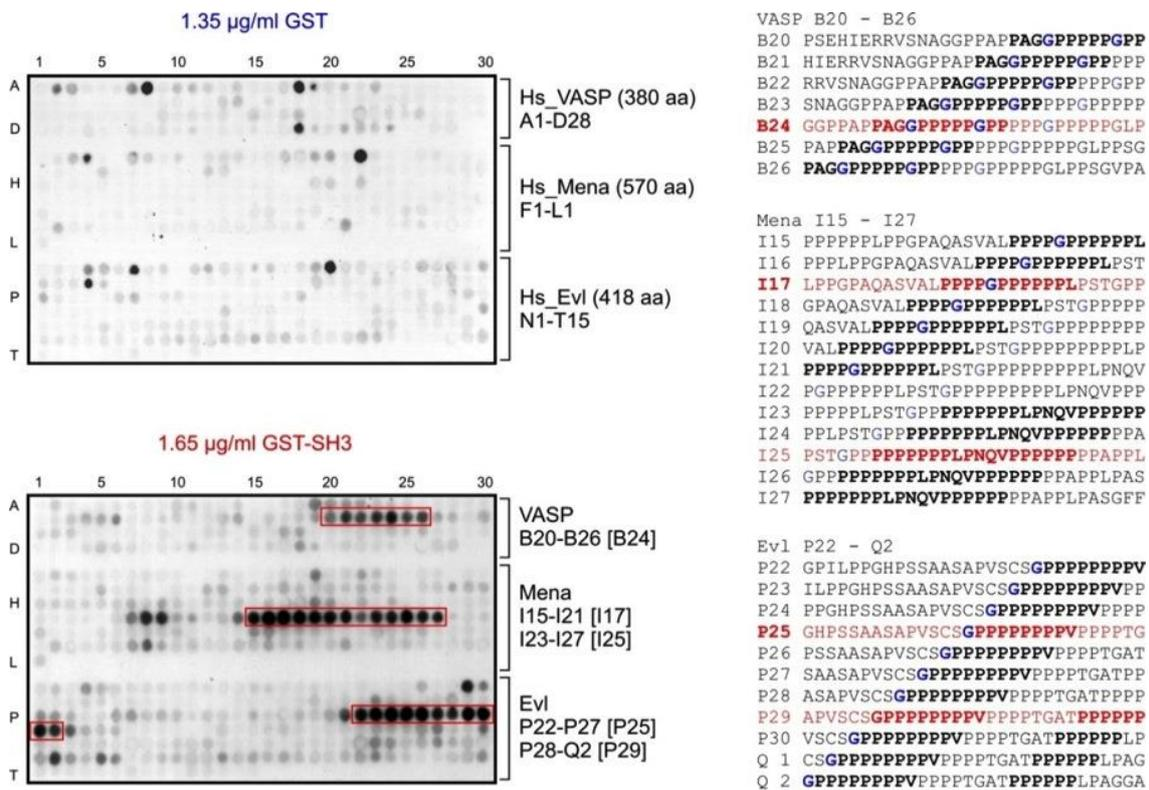 1.35 µg/ml GST
1 5 10 15 20 25 30
A
D
H
L
P
T
Hs_VASP (380 aa)
A1-D28
Hs_Mena (570 aa)
F1-L1
Hs_Evl (418 aa)
N1-T15
1.65 µg/ml GST-SH3
1 5 10 15 20 25 30
A
D
H
L
P
T
VASP
B20-B26 [B24]
Mena
I15-I21 [I17]
I23-I27 [I25]
Evl
P22-P27 [P25]
P28-Q2 [P29]
VASP B20 - B26
B20 PSEHIERRVSNAGGPPAPPAGGPPPPPGPP
B21 HIERRVSNAGGPPAPPAGGPPPPPGPPPPP
B22 RRVSNAGGPPAPPAGGPPPPPGPPPPPGPP
B23 SNAGGPPAPPAGGPPPPPGPPPPPGPPPPP
B24 GGPPAPPAGGPPPPPGPPPPPGPPPPPGLP
B25 PAPPAGGPPPPPGPPPPPGPPPPPGLPPSG
B26 PAGGPPPPPGPPPPPGPPPPPGLPPSGVPA
Mena I15 - I27
I15 PPPPPPLPPGPAQASVALPPPPGPPPPPPL
I16 PPPLPPGPAQASVALPPPPGPPPPPPLPST
I17 LPPGPAQASVALPPPPGPPPPPPLPSTGPP
I18 GPAQASVALPPPPGPPPPPPLPSTGPPPPP
I19 QASVALPPPPGPPPPPPLPSTGPPPPPPPP
I20 VALPPPPGPPPPPPLPSTGPPPPPPPPPLP
I21 PPPPGPPPPPPLPSTGPPPPPPPPPLPNQV
I22 PGPPPPPPLPSTGPPPPPPPPPLPNQVPPP
I23 PPPPPLPSTGPPPPPPPPPLPNQVPPPPPP
I24 PPLPSTGPPPPPPPPPLPNQVPPPPPPPPA
I25 PSTGPPPPPPPPPLPNQVPPPPPPPPAPPL
I26 GPPPPPPPPPLPNQVPPPPPPPPAPPLPAS
I27 PPPPPPPLPNQVPPPPPPPPAPPLPASGFF
Evl P22 - Q2
P22 GPILPPGHPSSAASAPVSCSGPPPPPPPPV
P23 ILPPGHPSSAASAPVSCSGPPPPPPPPVPP
P24 PPGHPSSAASAPVSCSGPPPPPPPPVPPPP
P25 GHPSSAASAPVSCSGPPPPPPPPVPPPPTG
P26 PSSAASAPVSCSGPPPPPPPPVPPPPTGAT
P27 SAASAPVSCSGPPPPPPPPVPPPPTGATPP
P28 ASAPVSCSGPPPPPPPPVPPPPTGATPPPP
P29 APVSCSGPPPPPPPPVPPPPTGATPPPPPP
P30 VSCSGPPPPPPPPVPPPPTGATPPPPPPLP
Q 1 CSGPPPPPPPPVPPPPTGATPPPPPPLPAG
Q 2 GPPPPPPPPVPPPPTGATPPPPPPLPAGGA